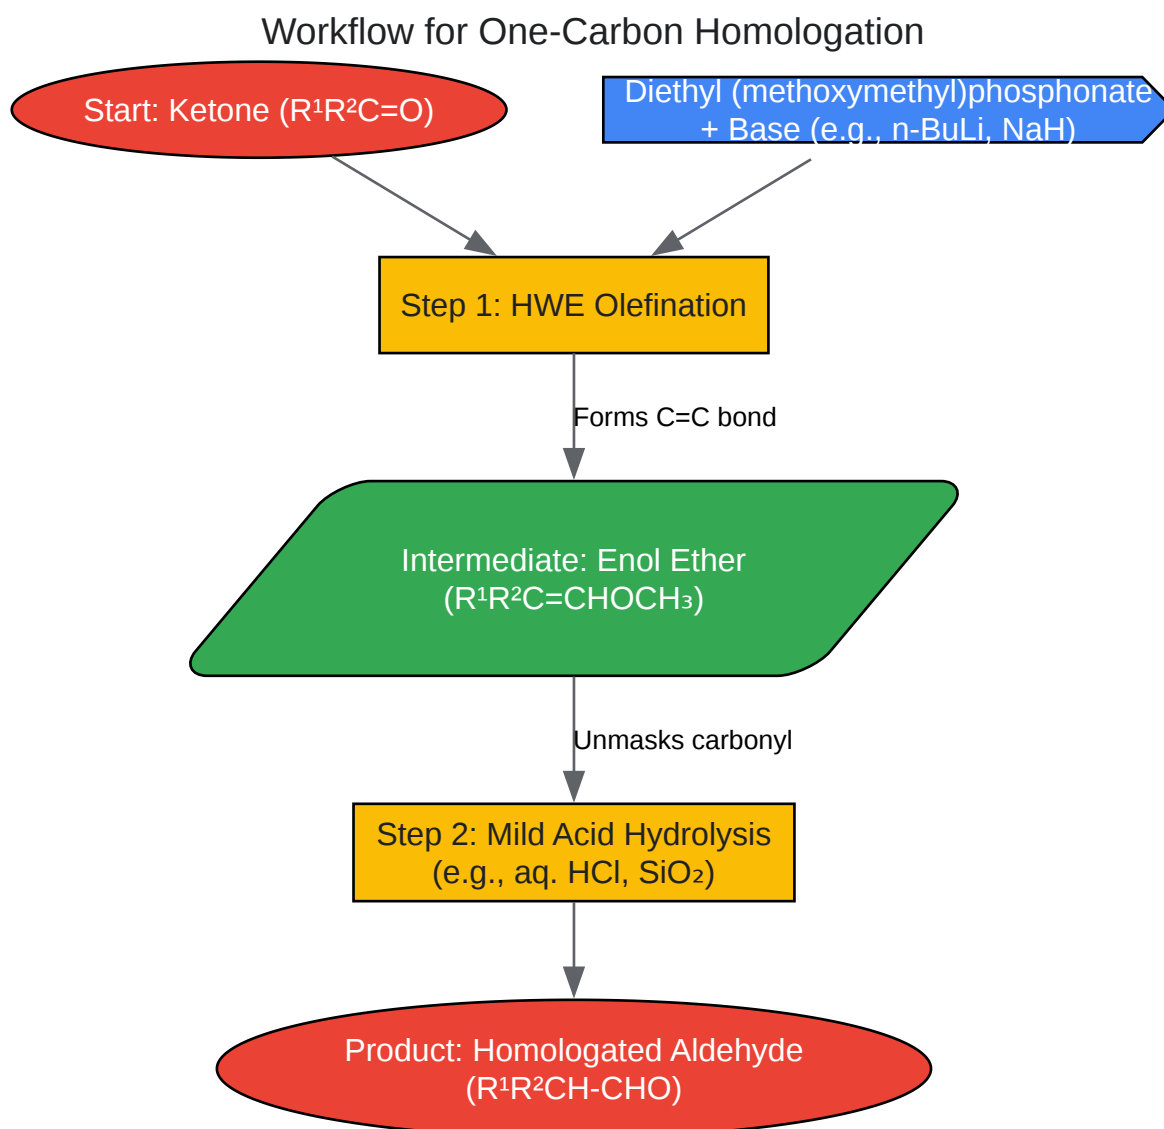 Workflow for One-Carbon Homologation
Start: Ketone (R¹R²C=O)
Diethyl (methoxymethyl)phosphonate
+ Base (e.g., n-BuLi, NaH)
Step 1: HWE Olefination
Forms C=C bond
Intermediate: Enol Ether
(R¹R²C=CHOCH₃)
Unmasks carbonyl
Step 2: Mild Acid Hydrolysis
(e.g., aq. HCl, SiO₂)
Product: Homologated Aldehyde
(R¹R²CH-CHO)